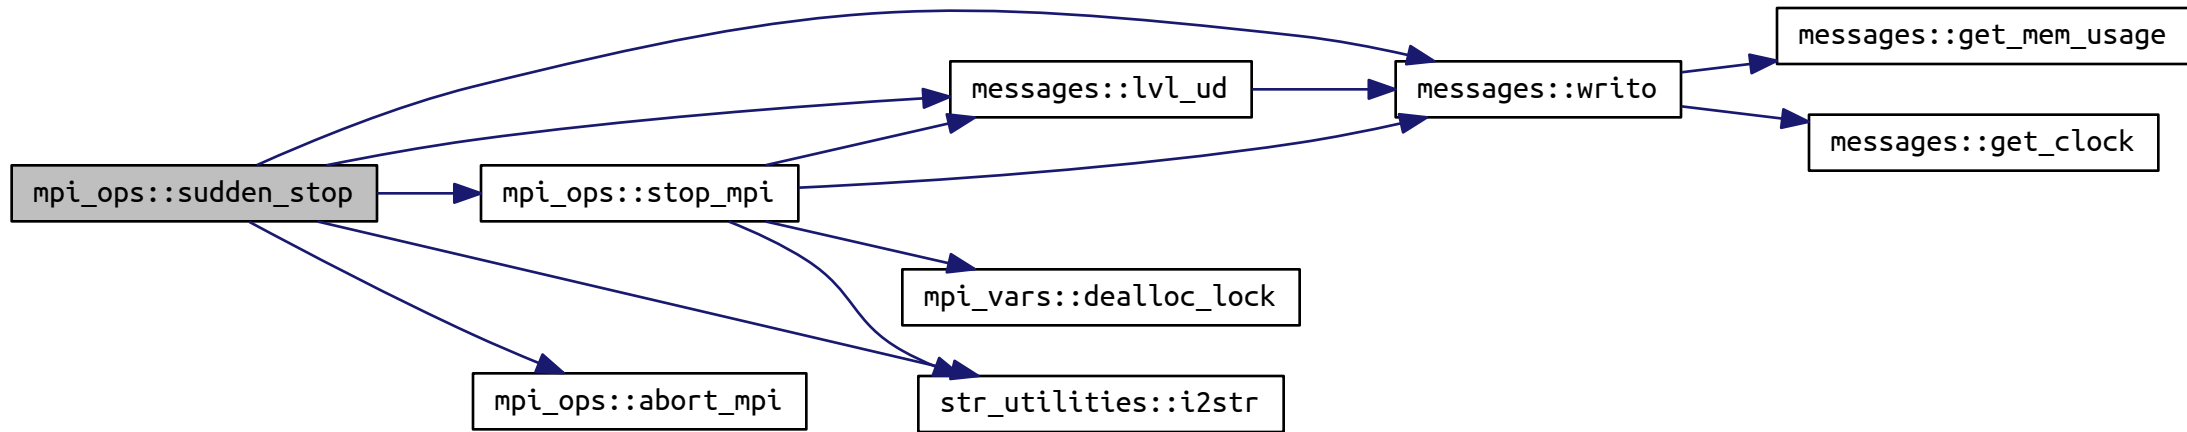 messages::get_mem_usage
messages::lvl_ud
messages::writo
messages::get_clock
mpi_ops::sudden_stop
mpi_ops::stop_mpi
mpi_vars::dealloc_lock
mpi_ops::abort_mpi
str_utilities::i2str